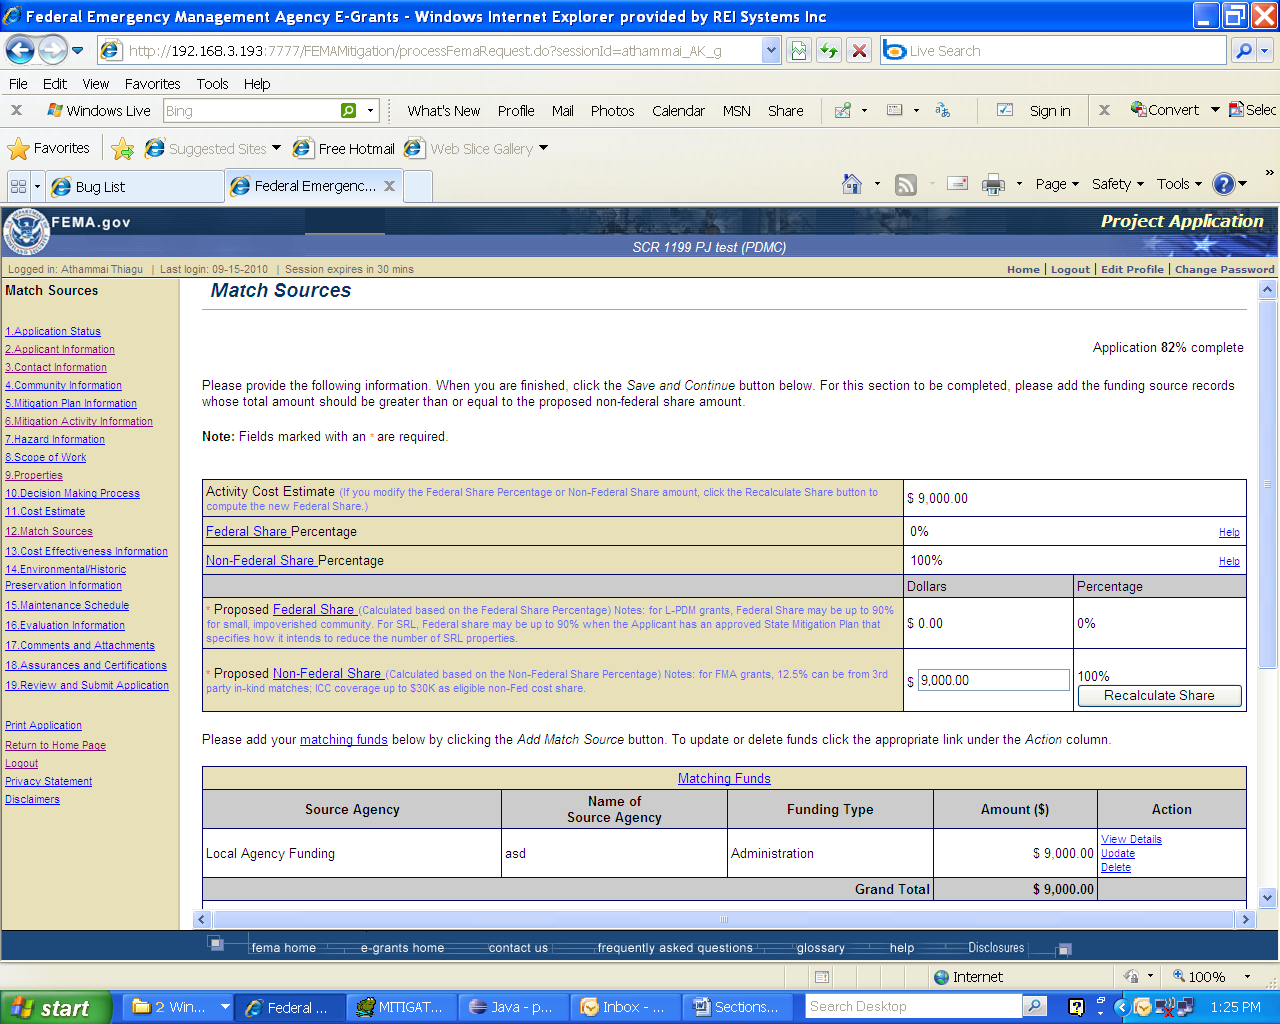 Federal Emergency Management Agency E-Grants - Windows Internet Explorer provided by REI Systems Inc
http://192.168.3.193:7777/FEMAMitigation/processFemaRequest.do?sessionId=athammai_AK_g
Live Search
File Edit View Favorites Tools Help
Windows Live Bing What's New Profile Mail Photos Calendar MSN Share Sign in Convert Selec
Favorites Suggested Sites Free Hotmail Web Slice Gallery
Bug List Federal Emergenc... Page Safety Tools
FEMA.gov Project Application
SCR 1199 PJ test (PDMC)
Logged in: Athammai Thiagu | Last login: 09-15-2010 | Session expires in 30 mins Home | Logout | Edit Profile | Change Password
Match Sources
1.Application Status
2.Applicant Information
3.Contact Information
4.Community Information
5.Mitigation Plan Information
6.Mitigation Activity Information
7.Hazard Information
8.Scope of Work
9.Properties
10.Decision Making Process
11.Cost Estimate
12.Match Sources
13.Cost Effectiveness Information
14.Environmental/Historic
Preservation Information
15.Maintenance Schedule
16.Evaluation Information
17.Comments and Attachments
18.Assurances and Certifications
19.Review and Submit Application
Print Application
Return to Home Page
Logout
Privacy Statement
Disclaimers
Match Sources
Application 82% complete
Please provide the following information. When you are finished, click the Save and Continue button below. For this section to be completed, please add the funding source records
whose total amount should be greater than or equal to the proposed non-federal share amount.
Note: Fields marked with an * are required.
Activity Cost Estimate (If you modify the Federal Share Percentage or Non-Federal Share amount, click the Recalculate Share button to
compute the new Federal Share.)
$ 9,000.00
Federal Share Percentage 0% Help
Non-Federal Share Percentage 100% Help
Dollars Percentage
* Proposed Federal Share (Calculated based on the Federal Share Percentage) Notes: for L-PDM grants, Federal Share may be up to 90%
for small, impoverished community. For SRL, Federal share may be up to 90% when the Applicant has an approved State Mitigation Plan that
specifies how it intends to reduce the number of SRL properties.
$ 0.00 0%
* Proposed Non-Federal Share (Calculated based on the Non-Federal Share Percentage) Notes: for FMA grants, 12.5% can be from 3rd
party in-kind matches; ICC coverage up to $30K as eligible non-Fed cost share.
$ 9,000.00 100%
Recalculate Share
Please add your matching funds below by clicking the Add Match Source button. To update or delete funds click the appropriate link under the Action column.
Matching Funds
Source Agency Name of Source Agency Funding Type Amount ($) Action
Local Agency Funding asd Administration $ 9,000.00 View Details
Update
Delete
Grand Total $ 9,000.00
fema home e-grants home contact us frequently asked questions glossary help Disclosures
Internet 100%
start 2 Win... Federal ... MITIGAT... Java - p... Inbox - ... Sections... Search Desktop 1:25 PM